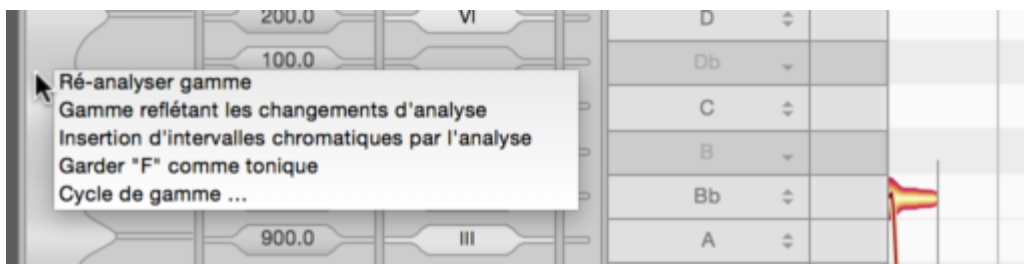 200.0 VI D
100.0 Db
Ré-analyser gamme
Gamme reflétant les changements d'analyse C
Insertion d'intervalles chromatiques par l'analyse
B
Garder "F" comme tonique
Cycle de gamme ... Bb
900.0 III A